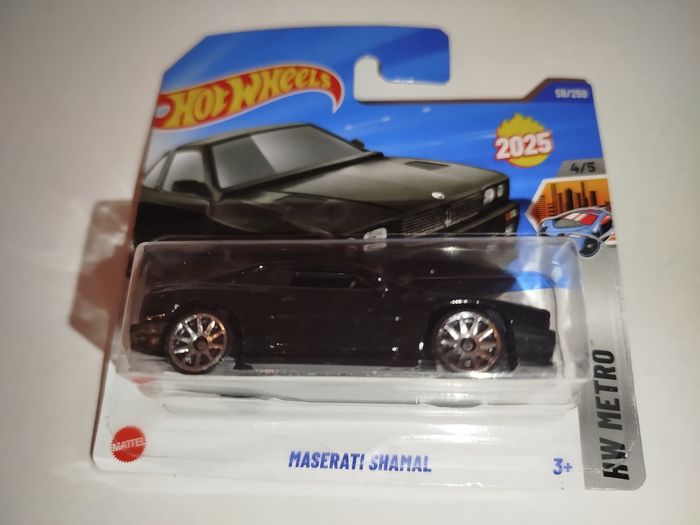 HOT WHEELS
58/250
2025
4/5
HW METRO
MATTEL
MASERATI SHAMAL
3+